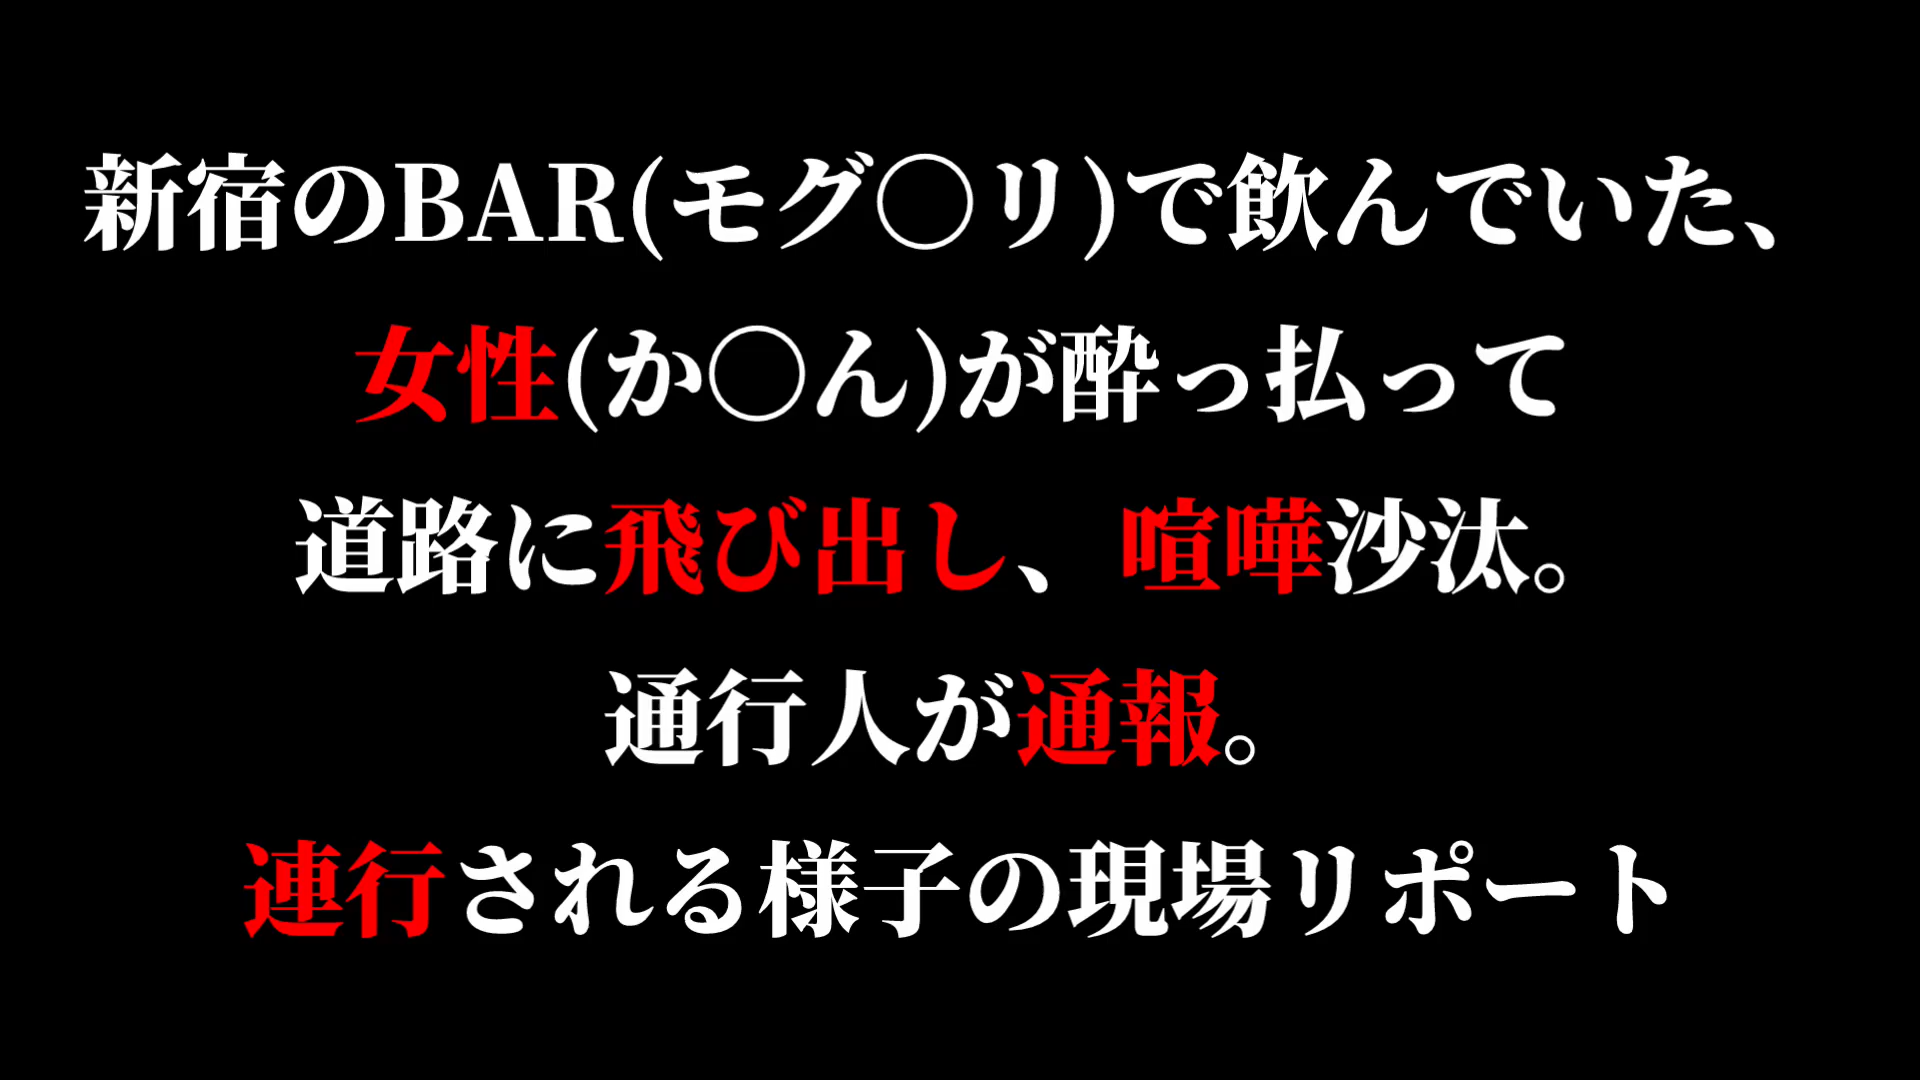 新宿のBAR(モグ◯リ)で飲んでいた、
女性(か◯ん)が酔っ払って
道路に飛び出し、喧嘩沙汰。
通行人が通報。
連行される様子の現場リポート